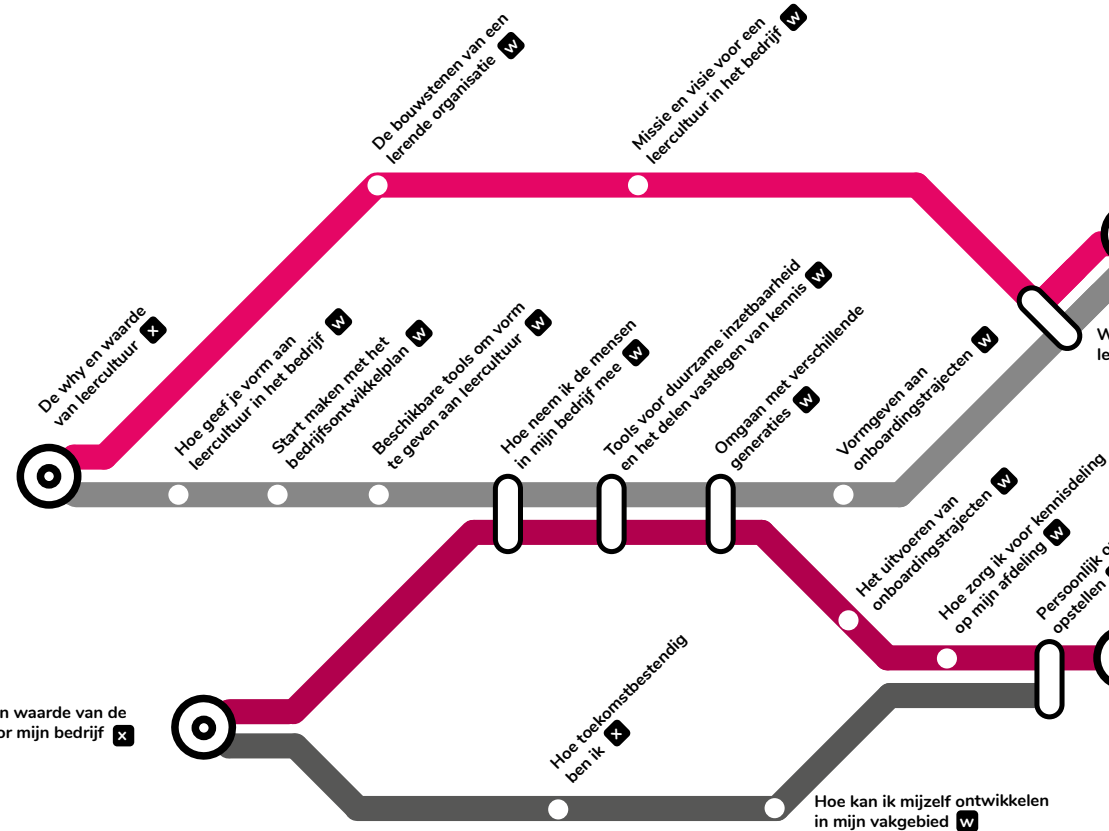 De bouwstenen van een
lerende organisatie w
Missie en visie voor een
leercultuur in het bedrijf w
De why en waarde
van leercultuur x
Hoe geef je vorm aan
leercultuur in het bedrijf w
Start maken met het
bedrijfsontwikkelplan w
Beschikbare tools om vorm
te geven aan leercultuur w
Hoe neem ik de mensen
in mijn bedrijf mee w
Tools voor duurzame inzetbaarheid
en het delen vastlegen van kennis w
Omgaan met verschillende
generaties w
Vormgeven aan
onboardingstrajecten w
Het uitvoeren van
onboardingstrajecten w
Hoe zorg ik voor kennisdeling
op mijn afdeling w
Persoonlijk
opstellen
waarde van de
mijn bedrijf x
Hoe toekomstbestendig
ben ik x
Hoe kan ik mijzelf ontwikkelen
in mijn vakgebied w